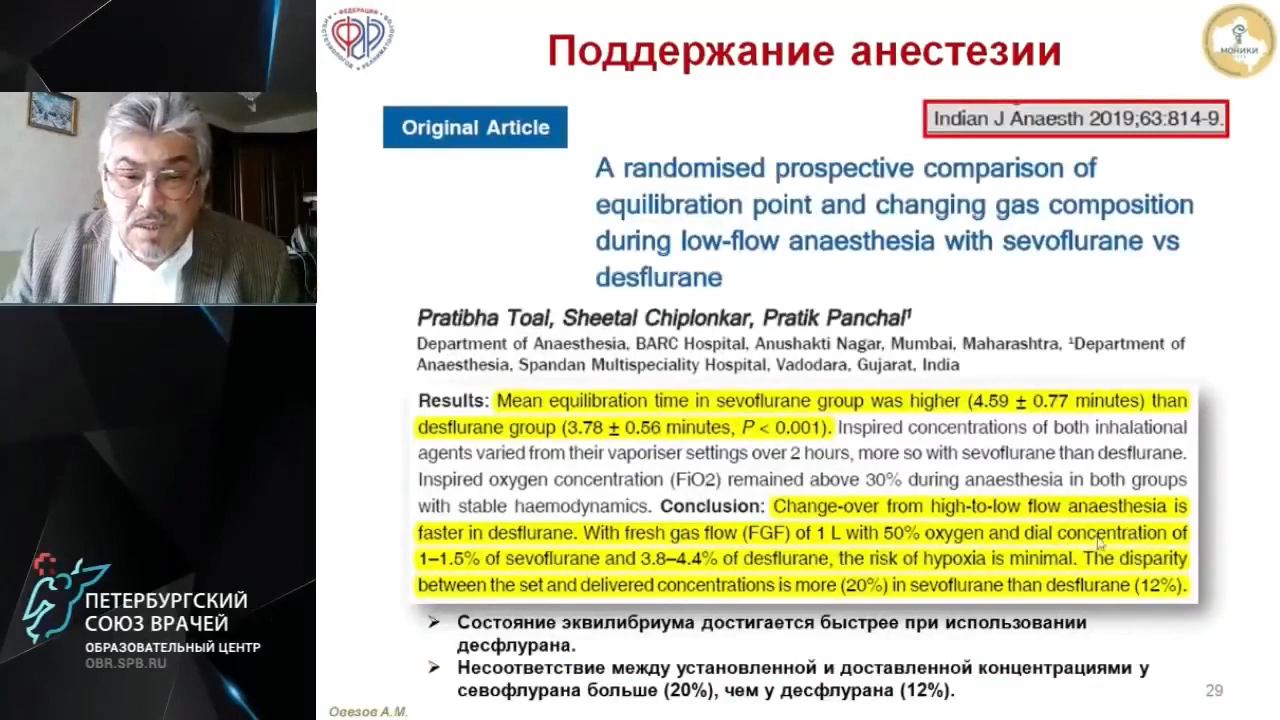 Поддержание анестезии
ФЕДЕРАЦИЯ
АНЕСТЕЗИОЛОГОВ
РЕАНИМАТОЛОГОВ
МОНИКИ
Original Article
Indian J Anaesth 2019;63:814-9.
A randomised prospective comparison of
equilibration point and changing gas composition
during low-flow anaesthesia with sevoflurane vs
desflurane
Pratibha Toal, Sheetal Chiplonkar, Pratik Panchal¹
Department of Anaesthesia, BARC Hospital, Anushakti Nagar, Mumbai, Maharashtra, ¹Department of
Anaesthesia, Spandan Multispeciality Hospital, Vadodara, Gujarat, India
Results: Mean equilibration time in sevoflurane group was higher (4.59 ± 0.77 minutes) than
desflurane group (3.78 ± 0.56 minutes, P < 0.001). Inspired concentrations of both inhalational
agents varied from their vaporiser settings over 2 hours, more so with sevoflurane than desflurane.
Inspired oxygen concentration (FiO2) remained above 30% during anaesthesia in both groups
with stable haemodynamics. Conclusion: Change-over from high-to-low flow anaesthesia is
faster in desflurane. With fresh gas flow (FGF) of 1 L with 50% oxygen and dial concentration of
1–1.5% of sevoflurane and 3.8–4.4% of desflurane, the risk of hypoxia is minimal. The disparity
between the set and delivered concentrations is more (20%) in sevoflurane than desflurane (12%).
➢ Состояние эквилибриума достигается быстрее при использовании
десфлурана.
➢ Несоответствие между установленной и доставленной концентрациями у
севофлурана больше (20%), чем у десфлурана (12%).
29
Овезов А.М.
ПЕТЕРБУРГСКИЙ
СОЮЗ ВРАЧЕЙ
ОБРАЗОВАТЕЛЬНЫЙ ЦЕНТР
OBR.SPB.RU